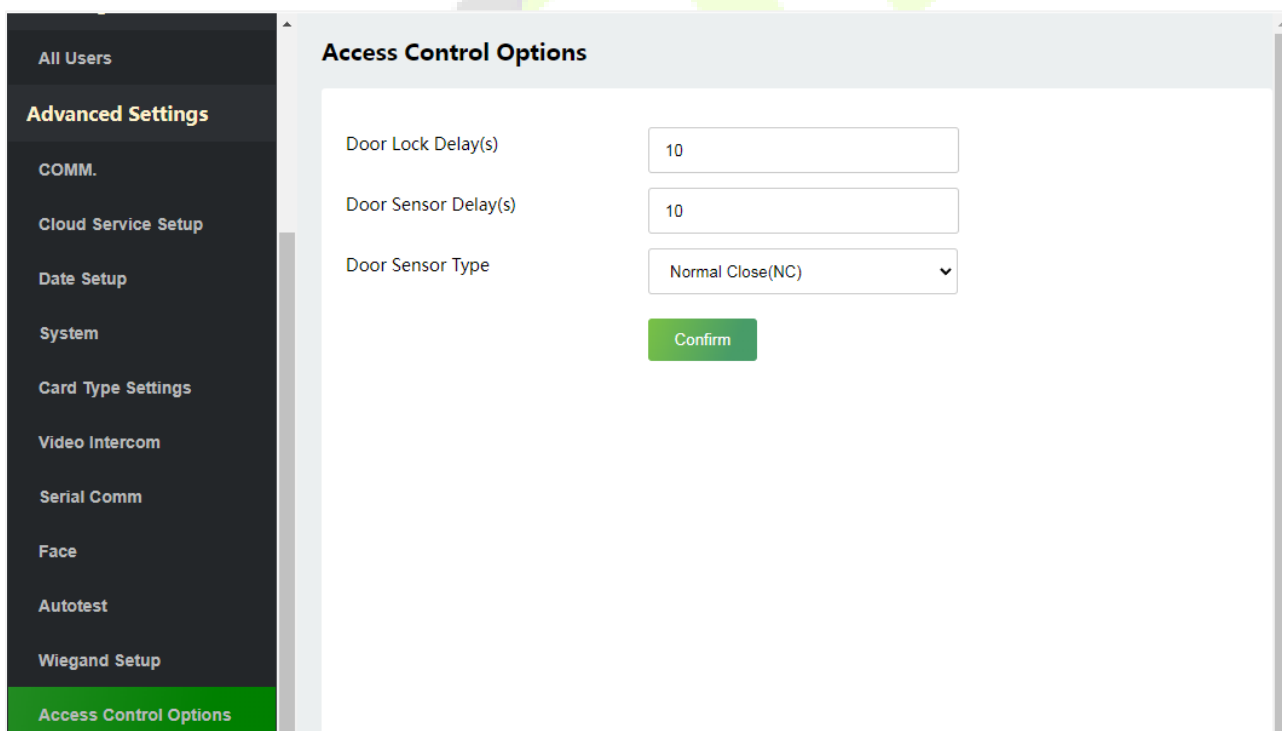 All Users
Advanced Settings
COMM.
Cloud Service Setup
Date Setup
System
Card Type Settings
Video Intercom
Serial Comm
Face
Autotest
Wiegand Setup
Access Control Options
Access Control Options
Door Lock Delay(s)
10
Door Sensor Delay(s)
10
Door Sensor Type
Normal Close(NC)
Confirm